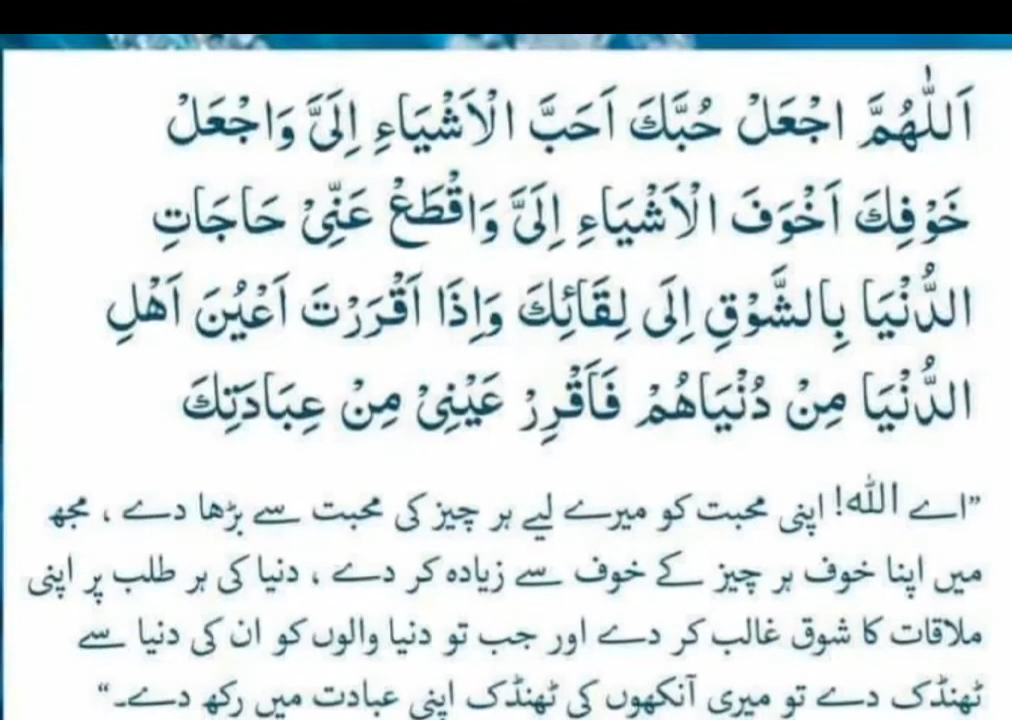 اَللّٰهُمَّ اجْعَلْ حُبَّكَ اَحَبَّ الْاَشْيَاءِ اِلَىَّ وَاجْعَلْ
خَوْفِكَ اَخْوَفَ الْاَشْيَاءِ اِلَىَّ وَاقْطَعْ عَنِّىْ حَاجَاتِ
الدُّنْيَا بِالشَّوْقِ اِلَى لِقَائِكَ وَاِذَا اَقْرَرْتَ اَعْيُنَ اَهْلِ
الدُّنْيَا مِنْ دُنْيَاهُمْ فَاَقْرِرْ عَيْنِىْ مِنْ عِبَادَتِكَ
”اے اللہ! اپنی محبت کو میرے لیے ہر چیز کی محبت سے بڑھا دے ، مجھ
میں اپنا خوف ہر چیز کے خوف سے زیادہ کر دے ، دنیا کی ہر طلب پر اپنی
ملاقات کا شوق غالب کر دے اور جب تو دنیا والوں کو ان کی دنیا سے
ٹھنڈک دے تو میری آنکھوں کی ٹھنڈک اپنی عبادت میں رکھ دے۔“